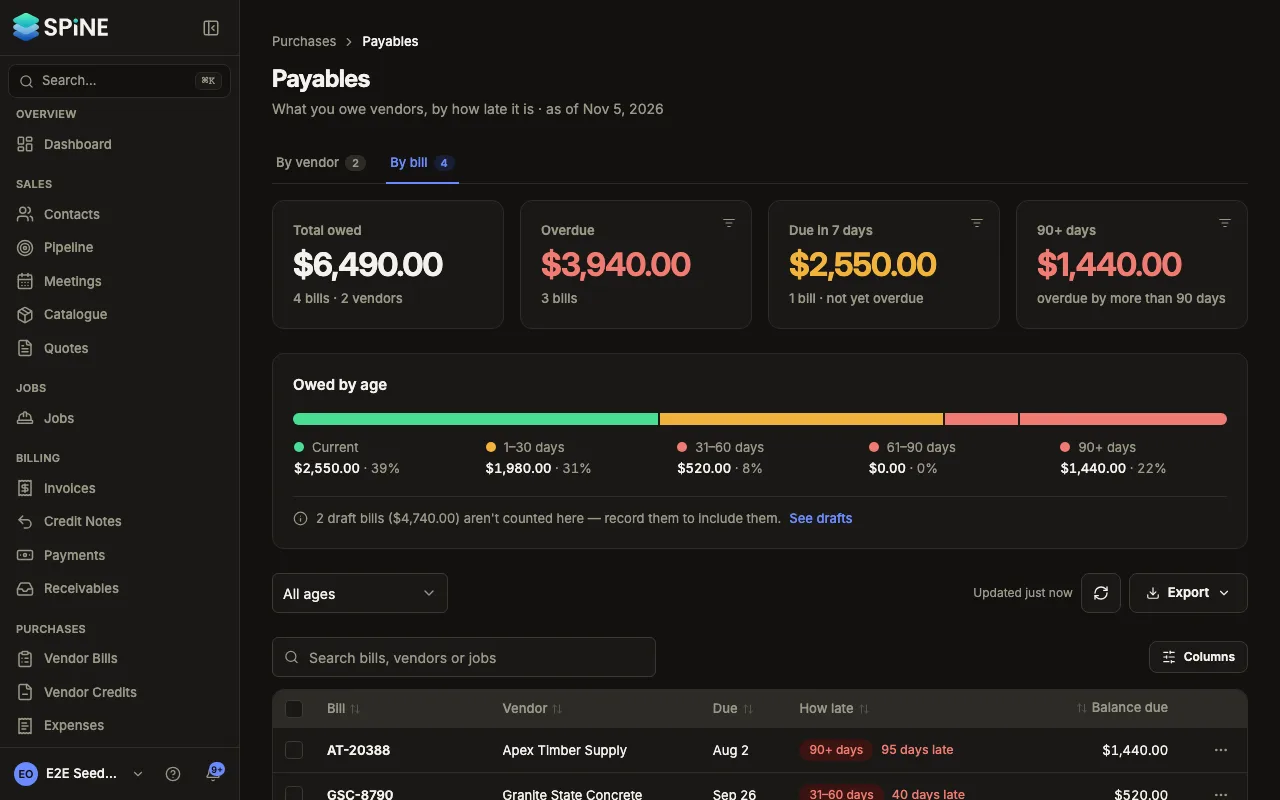 SPiNE
Search... ⌘K
OVERVIEW
Dashboard
SALES
Contacts
Pipeline
Meetings
Catalogue
Quotes
JOBS
Jobs
BILLING
Invoices
Credit Notes
Payments
Receivables
PURCHASES
Vendor Bills
Vendor Credits
Expenses
EO E2E Seed... 9+
Purchases > Payables
Payables
What you owe vendors, by how late it is · as of Nov 5, 2026
By vendor 2 By bill 4
Total owed
$6,490.00
4 bills · 2 vendors
Overdue
$3,940.00
3 bills
Due in 7 days
$2,550.00
1 bill · not yet overdue
90+ days
$1,440.00
overdue by more than 90 days
Owed by age
Current
$2,550.00 · 39%
1–30 days
$1,980.00 · 31%
31–60 days
$520.00 · 8%
61–90 days
$0.00 · 0%
90+ days
$1,440.00 · 22%
2 draft bills ($4,740.00) aren't counted here — record them to include them. See drafts
All ages Updated just now Export
Search bills, vendors or jobs Columns
Bill Vendor Due How late Balance due
AT-20388 Apex Timber Supply Aug 2 90+ days 95 days late $1,440.00
GSC-8790 Granite State Concrete Sep 26 31–60 days 40 days late $520.00